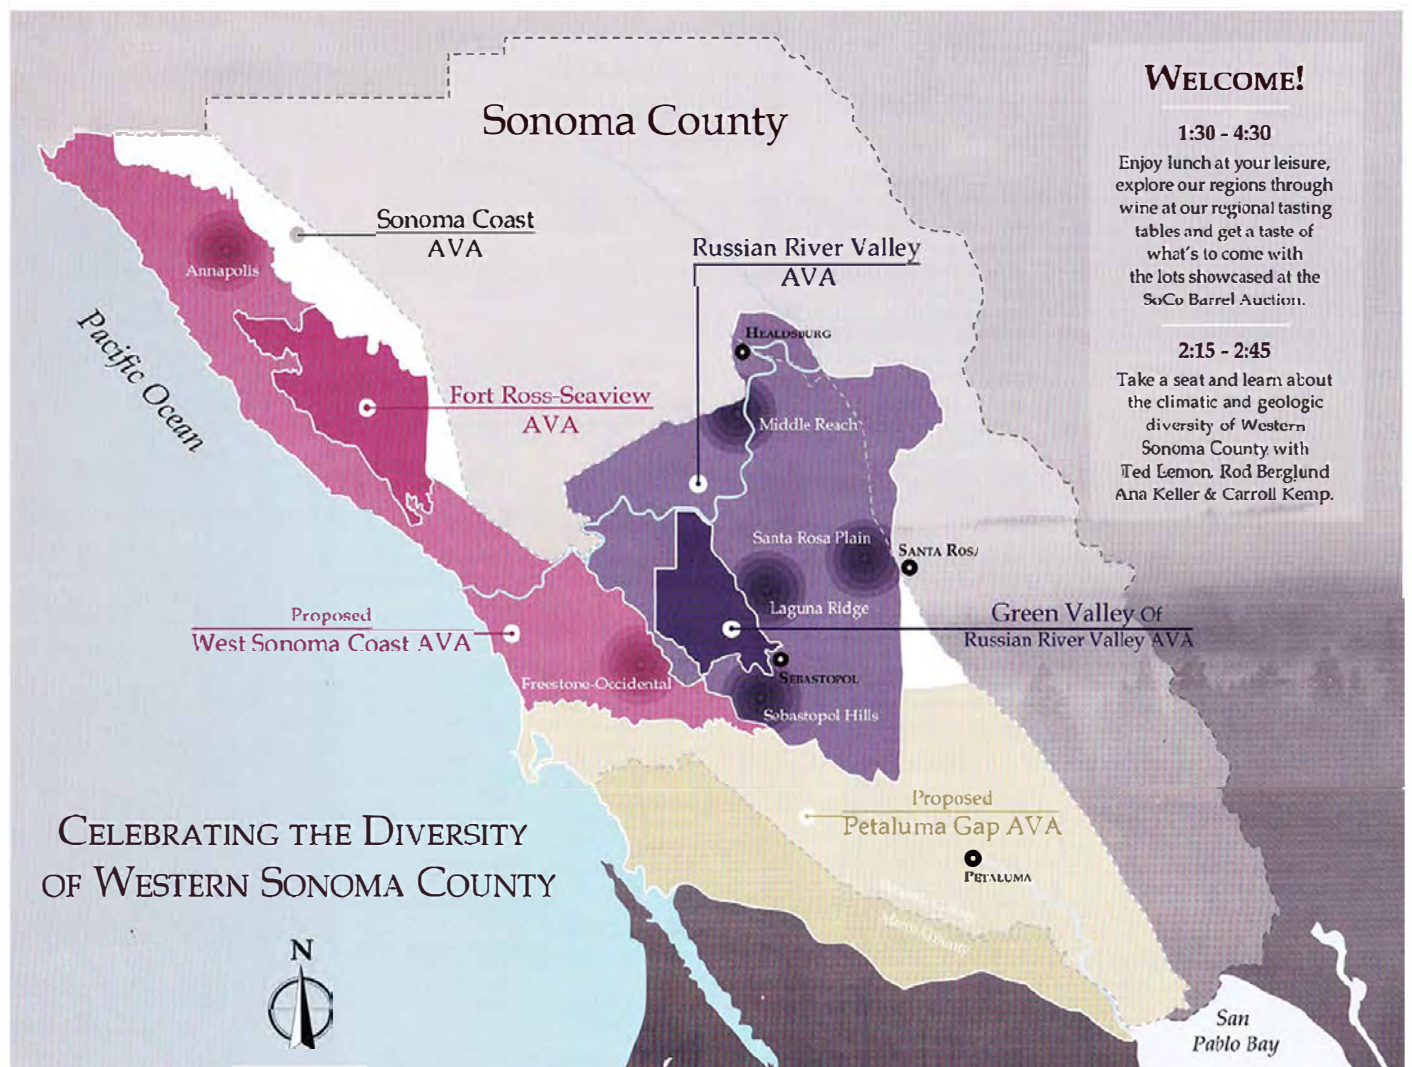 Sonoma County
WELCOME!
1:30 - 4:30
Enjoy lunch at your leisure,
explore our regions through
wine at our regional tasting
tables and get a taste of
what's to come with
the lots showcased at the
SoCo Barrel Auction.
2:15 - 2:45
Take a seat and learn about
the climatic and geologic
diversity of Western
Sonoma County with
Ted Lemon, Rod Berglund
Ana Keller & Carroll Kemp.
Sonoma Coast
AVA
Russian River Valley
AVA
Annapolis
Pacific Ocean
HEALDSBURG
Fort Ross-Seaview
AVA
Middle Reach
Santa Rosa Plain
SANTA ROSA
Laguna Ridge
Green Valley Of
Russian River Valley AVA
Proposed
West Sonoma Coast AVA
Freestone-Occidental
SEBASTOPOL
Sebastopol Hills
Proposed
Petaluma Gap AVA
PETALUMA
CELEBRATING THE DIVERSITY
OF WESTERN SONOMA COUNTY
Marin County
N
San
Pablo Bay